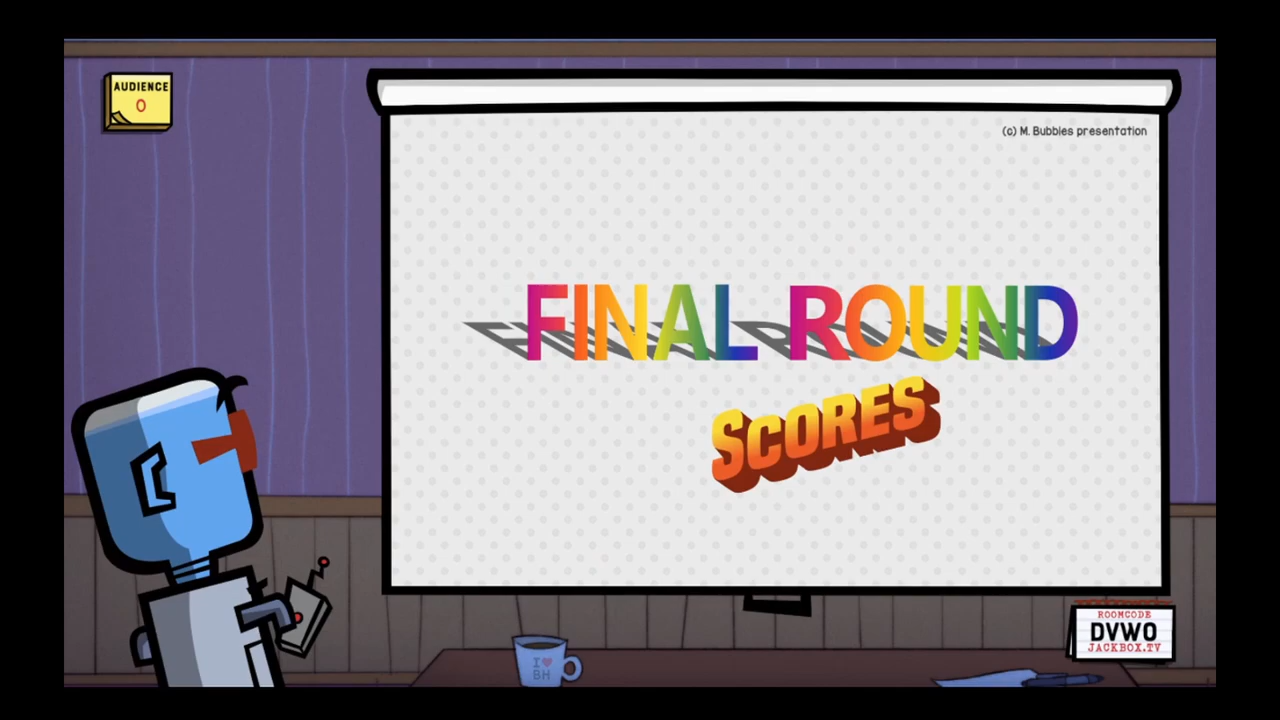 AUDIENCE
0
(c) M. Bubbles presentation
FINAL ROUND
SCORES
ROOMCODE
DVWO
JACKBOX.TV
I♥
BH